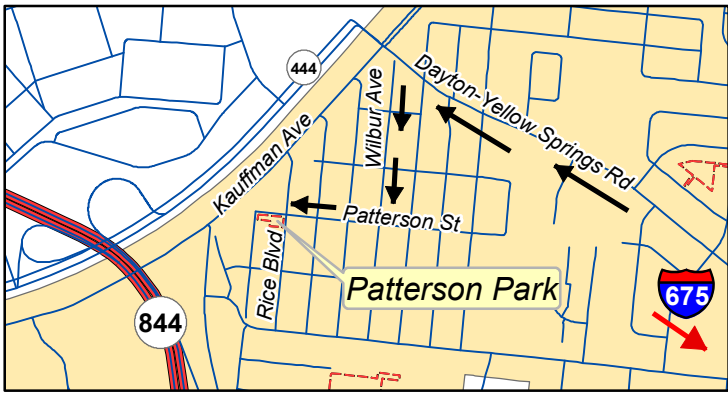 444
Dayton-Yellow Springs Rd
Wilbur Ave
Kauffman Ave
Patterson St
Rice Blvd
Patterson Park
675
844